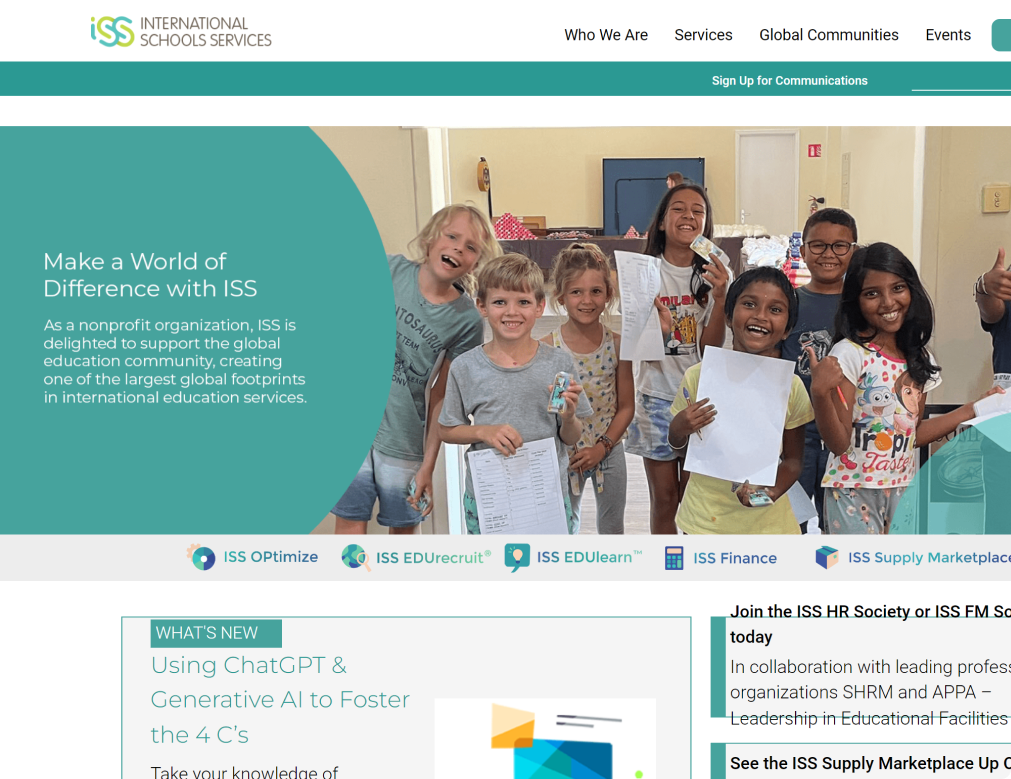 iSS INTERNATIONAL
SCHOOLS SERVICES
Who We Are
Services
Global Communities
Events
Sign Up for Communications
Make a World of
Difference with ISS
As a nonprofit organization, ISS is
delighted to support the global
education community, creating
one of the largest global footprints
in international education services.
Tropi
Taste
ISS OPtimize
ISS EDUrecruit®
ISS EDUlearn™
ISS Finance
ISS Supply Marketplace
WHAT'S NEW
Using ChatGPT &
Generative AI to Foster
the 4 C's
Take your knowledge of
Join the ISS HR Society or ISS FM So
today
In collaboration with leading profess
organizations SHRM and APPA –
Leadership in Educational Facilities
See the ISS Supply Marketplace Up C